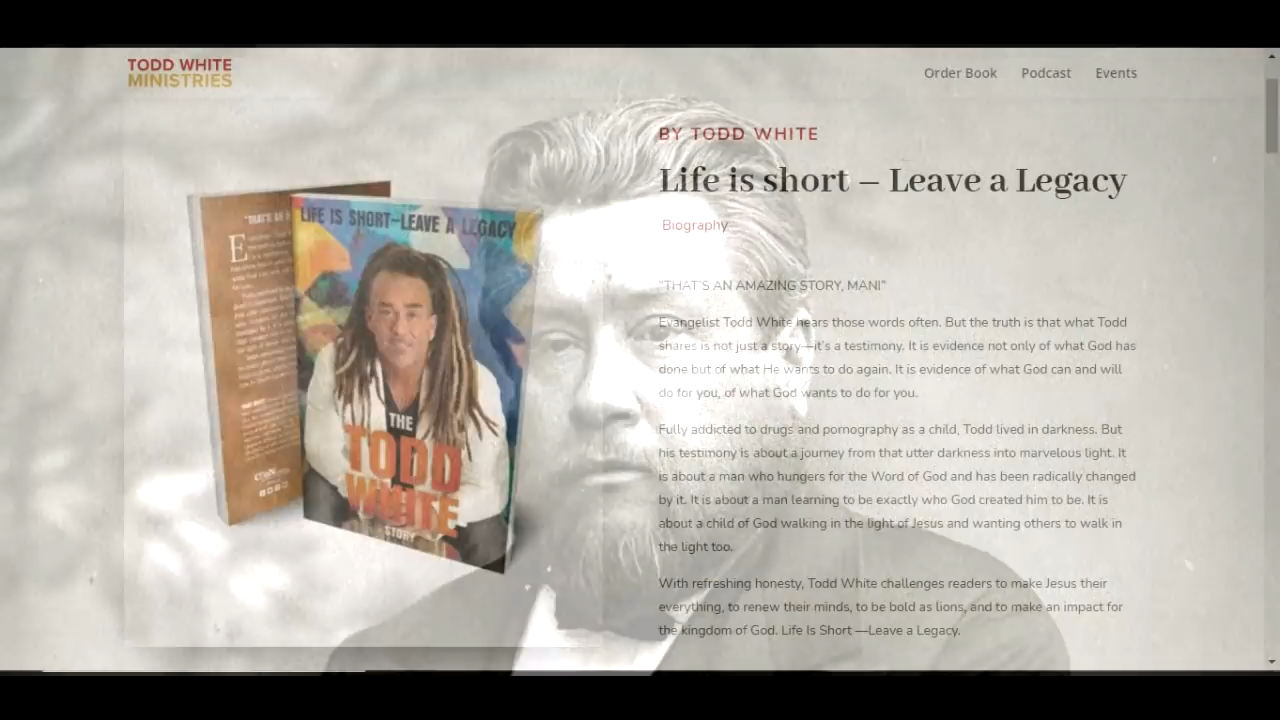 TODD WHITE
MINISTRIES
Order Book Podcast Events
BY TODD WHITE
Life is short – Leave a Legacy
Biography
"THAT'S AN AMAZING STORY, MAN!"
Evangelist Todd White hears those words often. But the truth is that what Todd
shares is not just a story—it's a testimony. It is evidence not only of what God has
done but of what He wants to do again. It is evidence of what God can and will
do for you, of what God wants to do for you.
Fully addicted to drugs and pornography as a child, Todd lived in darkness. But
his testimony is about a journey from that utter darkness into marvelous light. It
is about a man who hungers for the Word of God and has been radically changed
by it. It is about a man learning to be exactly who God created him to be. It is
about a child of God walking in the light of Jesus and wanting others to walk in
the light too.
With refreshing honesty, Todd White challenges readers to make Jesus their
everything, to renew their minds, to be bold as lions, and to make an impact for
the kingdom of God. Life Is Short —Leave a Legacy.
LIFE IS SHORT—LEAVE A LEGACY
THE
TODD
WHITE
STORY
"THAT'S AN